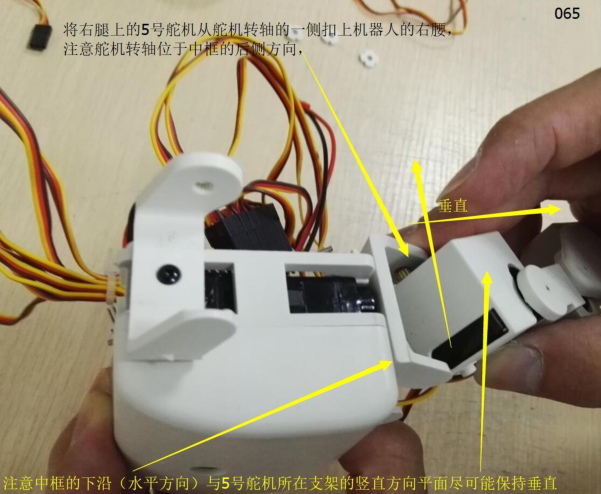 065
将右腿上的5号舵机从舵机转轴的一侧扣上机器人的右腰,
注意舵机转轴位于中框的后侧方向,
垂直
注意中框的下沿（水平方向）与5号舵机所在支架的竖直方向平面尽可能保持垂直